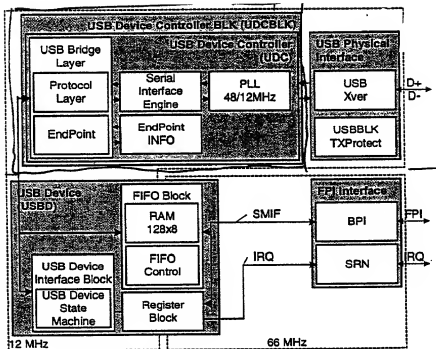 USB Device Controller BLK (UDCBLK)
USB Device Controller
(UDC)
USB Bridge
Layer
Protocol
Layer
EndPoint
Serial
Interface
Engine
EndPoint
INFO
PLL
48/12MHz
USB Physical
Interface
USB
Xver
USBBLK
TXProtect
D+
D-
USB Device
(USBD)
FIFO Block
RAM
128x8
FIFO
Control
USB Device
Interface Block
USB Device
State
Machine
Register
Block
SMIF
IRQ
FPI Interface
BPI
SRN
FPI
IRQ
12 MHz
66 MHz